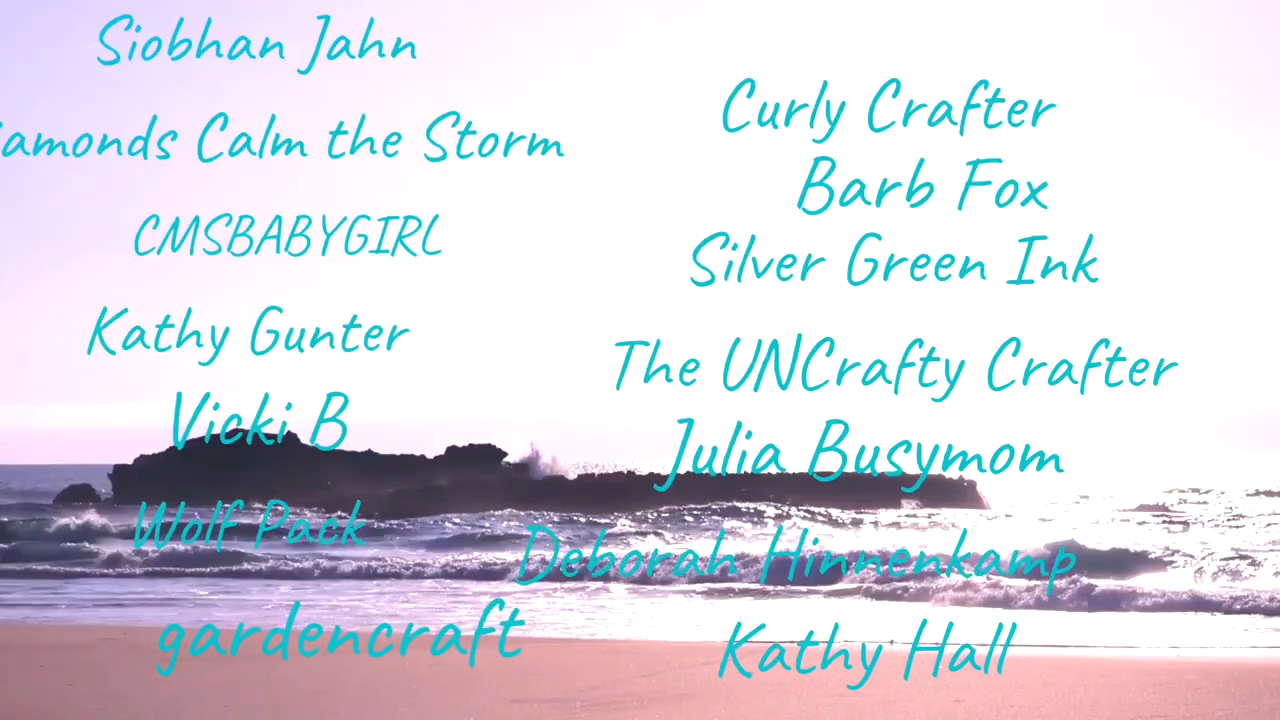 Siobhan Jahn
Calm the Storm
CMSBABYGIRL
Kathy Gunter
Vicki B
Wolf Pack
gardencraft
Curly Crafter
Barb Fox
Silver Green Ink
The UNCrafty Crafter
Julia Busymom
Deborah Hinnenkamp
Kathy Hall